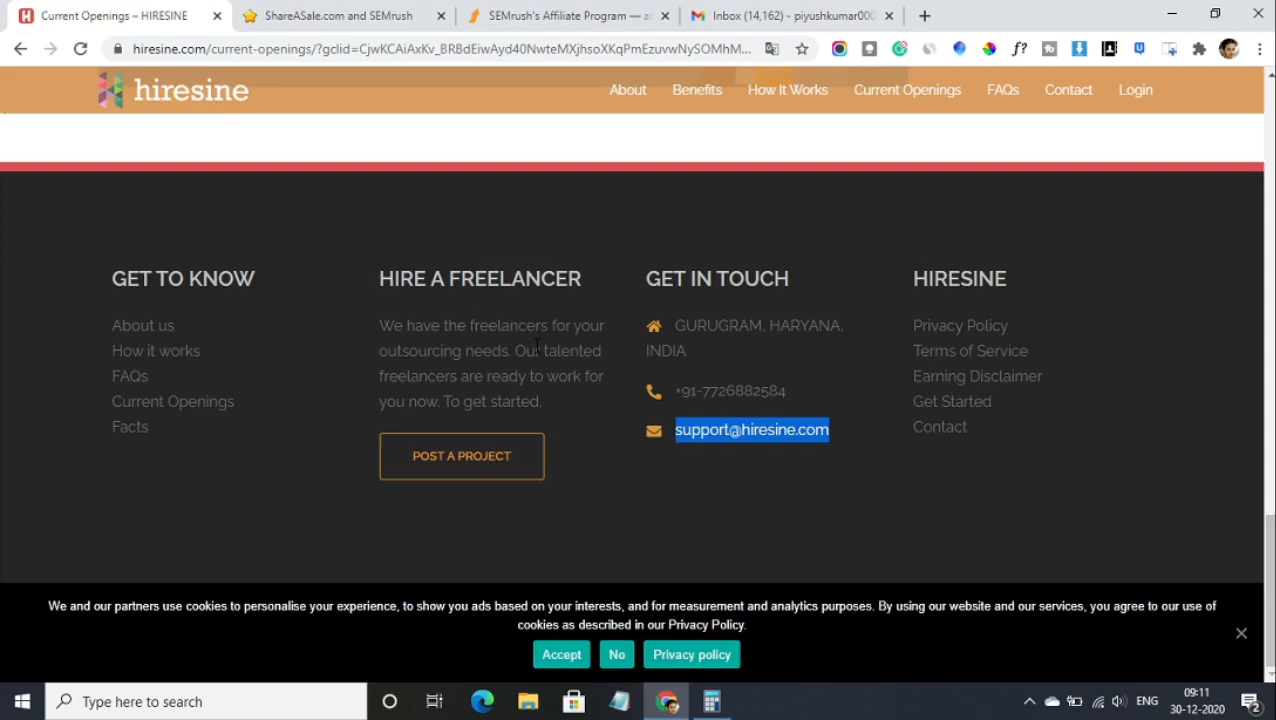 Current Openings – HIRESINE
ShareASale.com and SEMrush
SEMrush's Affiliate Program — a
Inbox (14,162) - piyushkumar000
hiresine.com/current-openings/?gclid=CjwKCAiAxKv_BRBdEiwAyd40NwteMXjhsoXKqPmEzuvwNySOMhM...
hiresine
About
Benefits
How It Works
Current Openings
FAQs
Contact
Login
GET TO KNOW
About us
How it works
FAQs
Current Openings
Facts
HIRE A FREELANCER
We have the freelancers for your
outsourcing needs. Our talented
freelancers are ready to work for
you now. To get started,
POST A PROJECT
GET IN TOUCH
GURUGRAM, HARYANA,
INDIA
+91-7726882584
support@hiresine.com
HIRESINE
Privacy Policy
Terms of Service
Earning Disclaimer
Get Started
Contact
We and our partners use cookies to personalise your experience, to show you ads based on your interests, and for measurement and analytics purposes. By using our website and our services, you agree to our use of
cookies as described in our Privacy Policy.
Accept
No
Privacy policy
Type here to search
ENG
09:11
30-12-2020
2